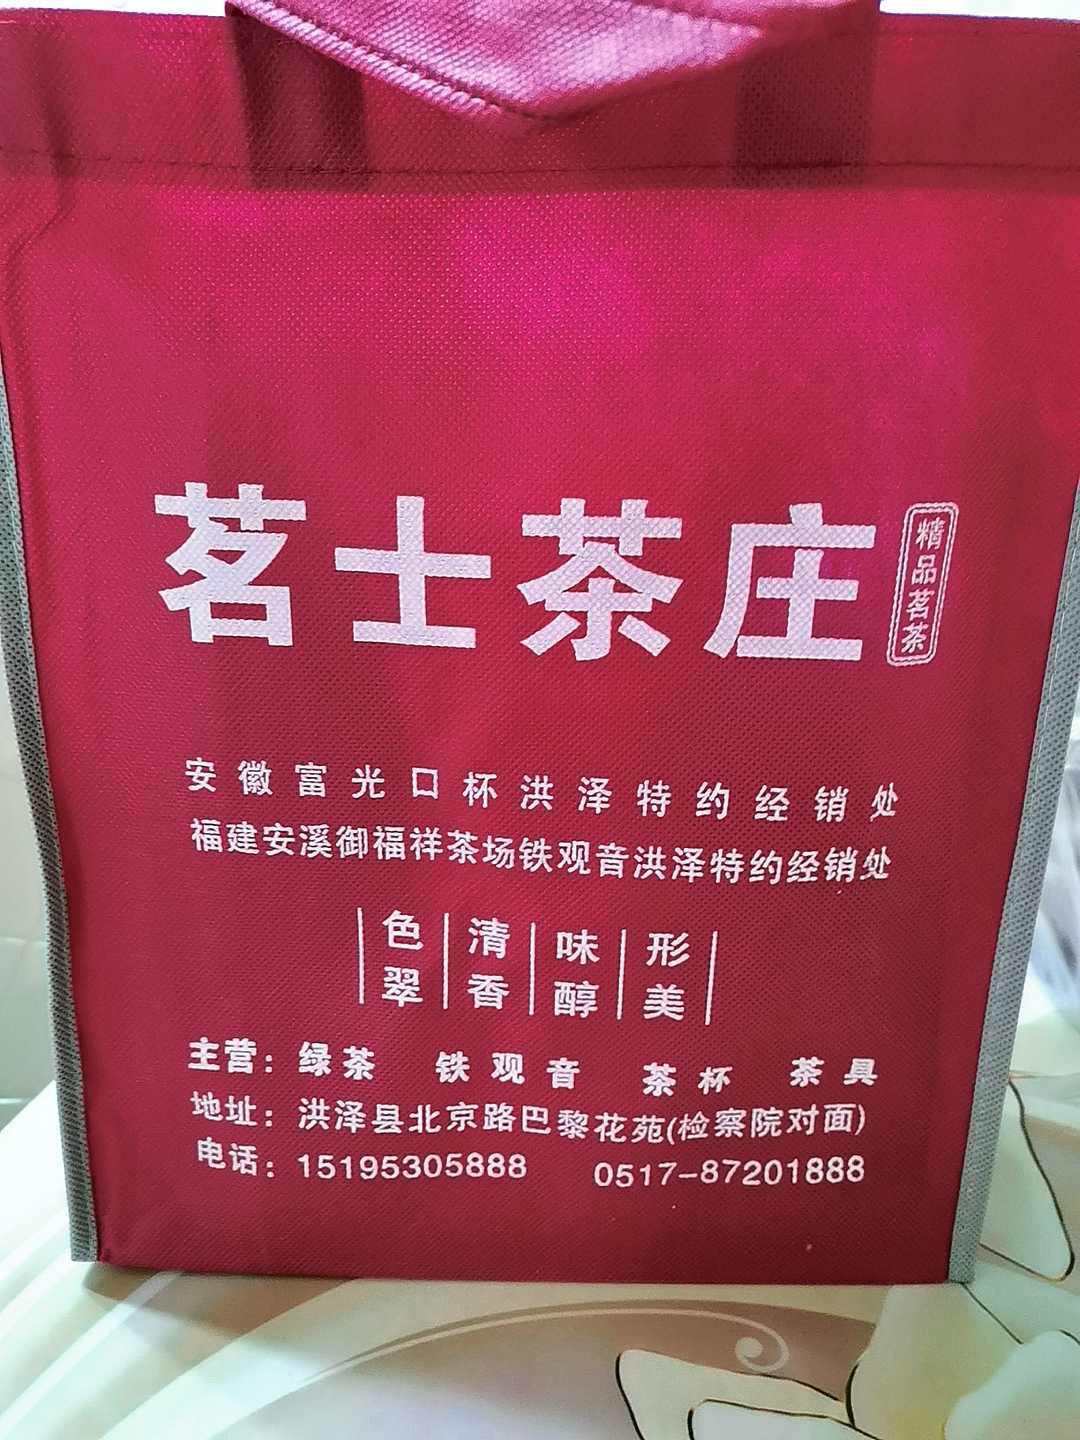 茗士茶庄
精品茗茶
安徽富光口杯洪泽特约经销处
福建安溪御福祥茶场铁观音洪泽特约经销处
色翠 清香 味醇 形美
主营：绿茶 铁观音 茶杯 茶具
地址：洪泽县北京路巴黎花苑(检察院对面)
电话：15195305888 0517-87201888